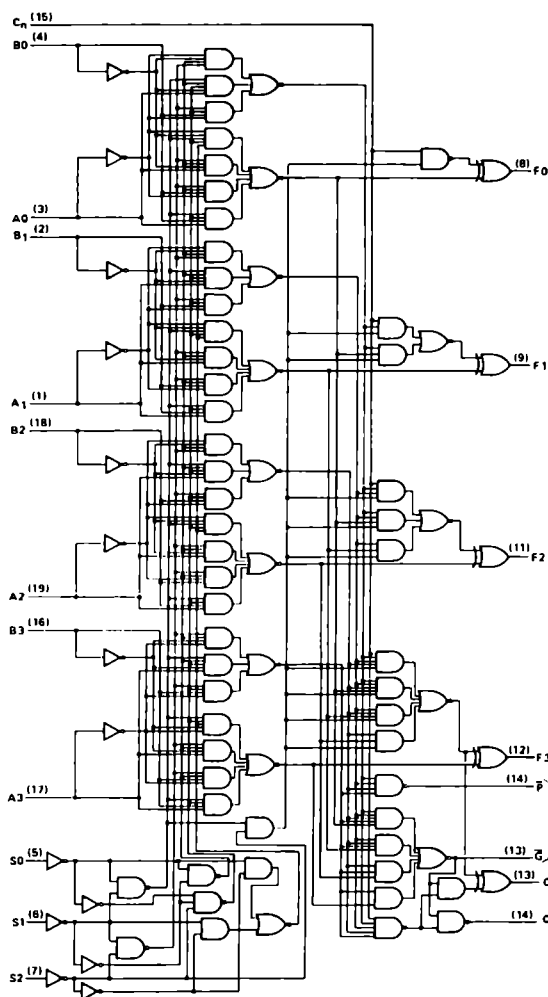 Cn (15)
B0 (4)
(8) F0
A0 (3)
B1 (2)
(9) F1
A1 (1)
B2 (18)
(11) F2
A2 (19)
B3 (16)
(12) F3
(14) P̅
A3 (17)
S0 (5)
(13) G̅
(13) C
S1 (6)
(14) O
S2 (7)